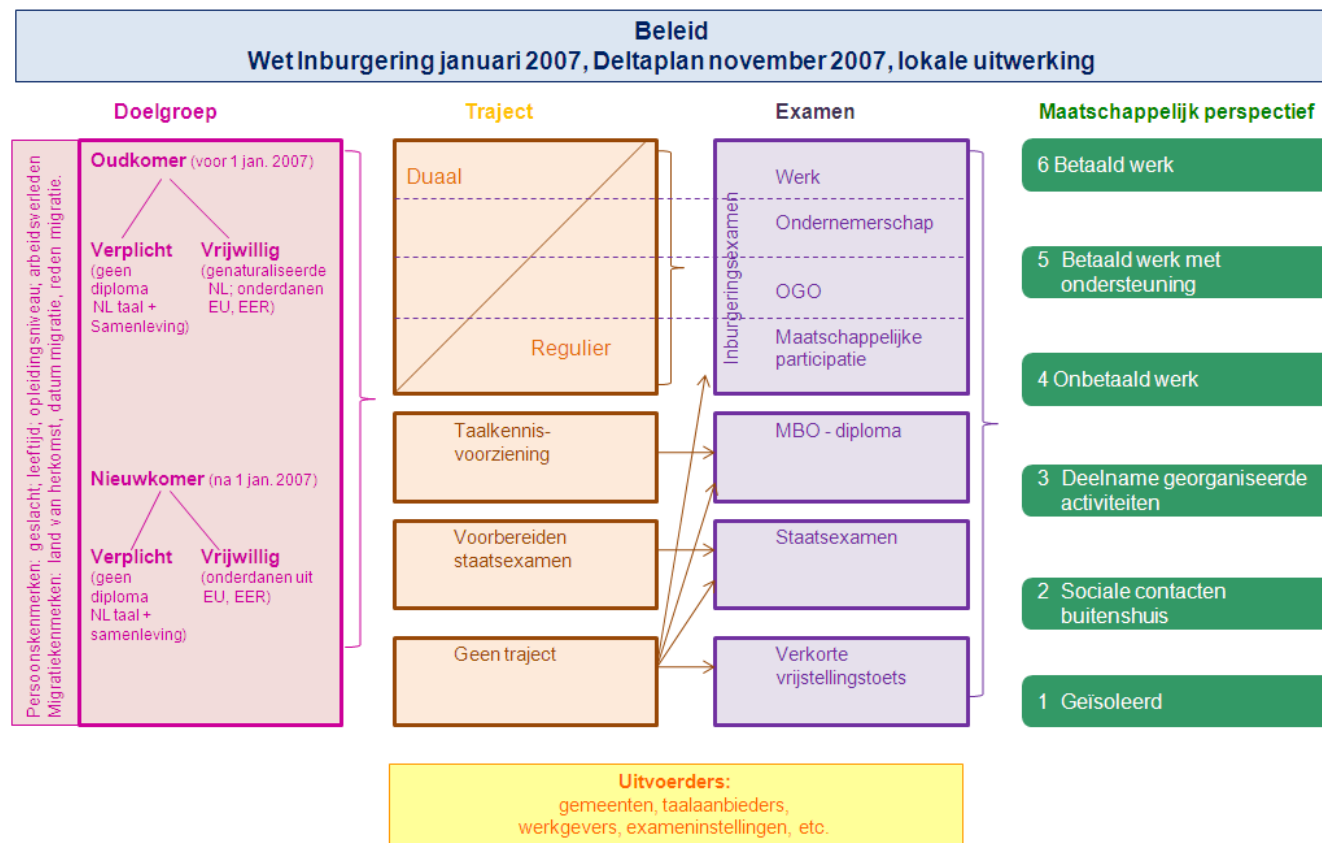 Beleid
Wet Inburgering januari 2007, Deltaplan november 2007, lokale uitwerking
Doelgroep
Persoonskenmerken: geslacht; leeftijd; opleidingsniveau; arbeidsverleden
Migratiekenmerken: land van herkomst, datum migratie, reden migratie.
Oudkomer (voor 1 jan. 2007)
Verplicht
(geen
diploma
NL taal +
Samenleving)
Vrijwillig
(genaturaliseerde
NL; onderdanen
EU, EER)
Nieuwkomer (na 1 jan. 2007)
Verplicht
(geen
diploma
NL taal +
samenleving)
Vrijwillig
(onderdanen uit
EU, EER)
Traject
Duaal
Regulier
Taalkennis-
voorziening
Voorbereiden
staatsexamen
Geen traject
Examen
Inburgeringsexamen
Werk
Ondernemerschap
OGO
Maatschappelijke
participatie
MBO - diploma
Staatsexamen
Verkorte
vrijstellingstoets
Maatschappelijk perspectief
6 Betaald werk
5 Betaald werk met
ondersteuning
4 Onbetaald werk
3 Deelname georganiseerde
activiteiten
2 Sociale contacten
buitenshuis
1 Geïsoleerd
Uitvoerders:
gemeenten, taalaanbieders,
werkgevers, exameninstellingen, etc.